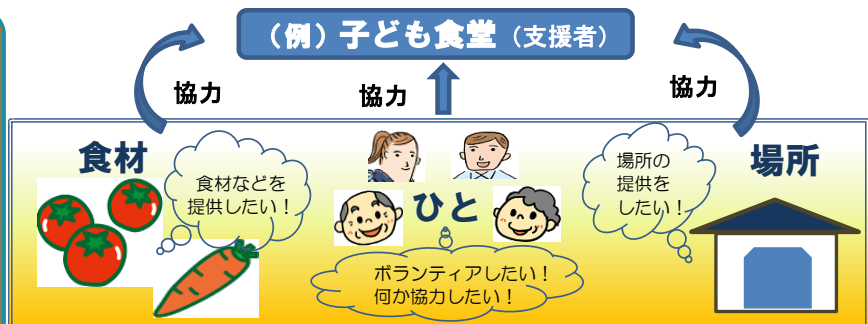 （例）子ども食堂（支援者）
協力
協力
協力
食材
食材などを
提供したい！
ひと
ボランティアしたい！
何か協力したい！
場所の
提供を
したい！
場所